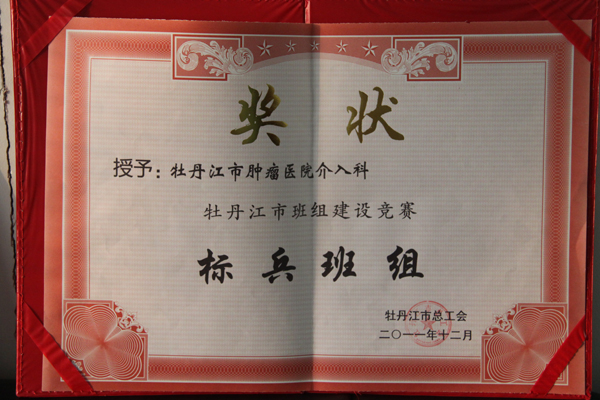 奖状
授予：牡丹江市肿瘤医院介入科
牡丹江市班组建设竞赛
标兵班组
牡丹江市总工会
二〇一一年十二月